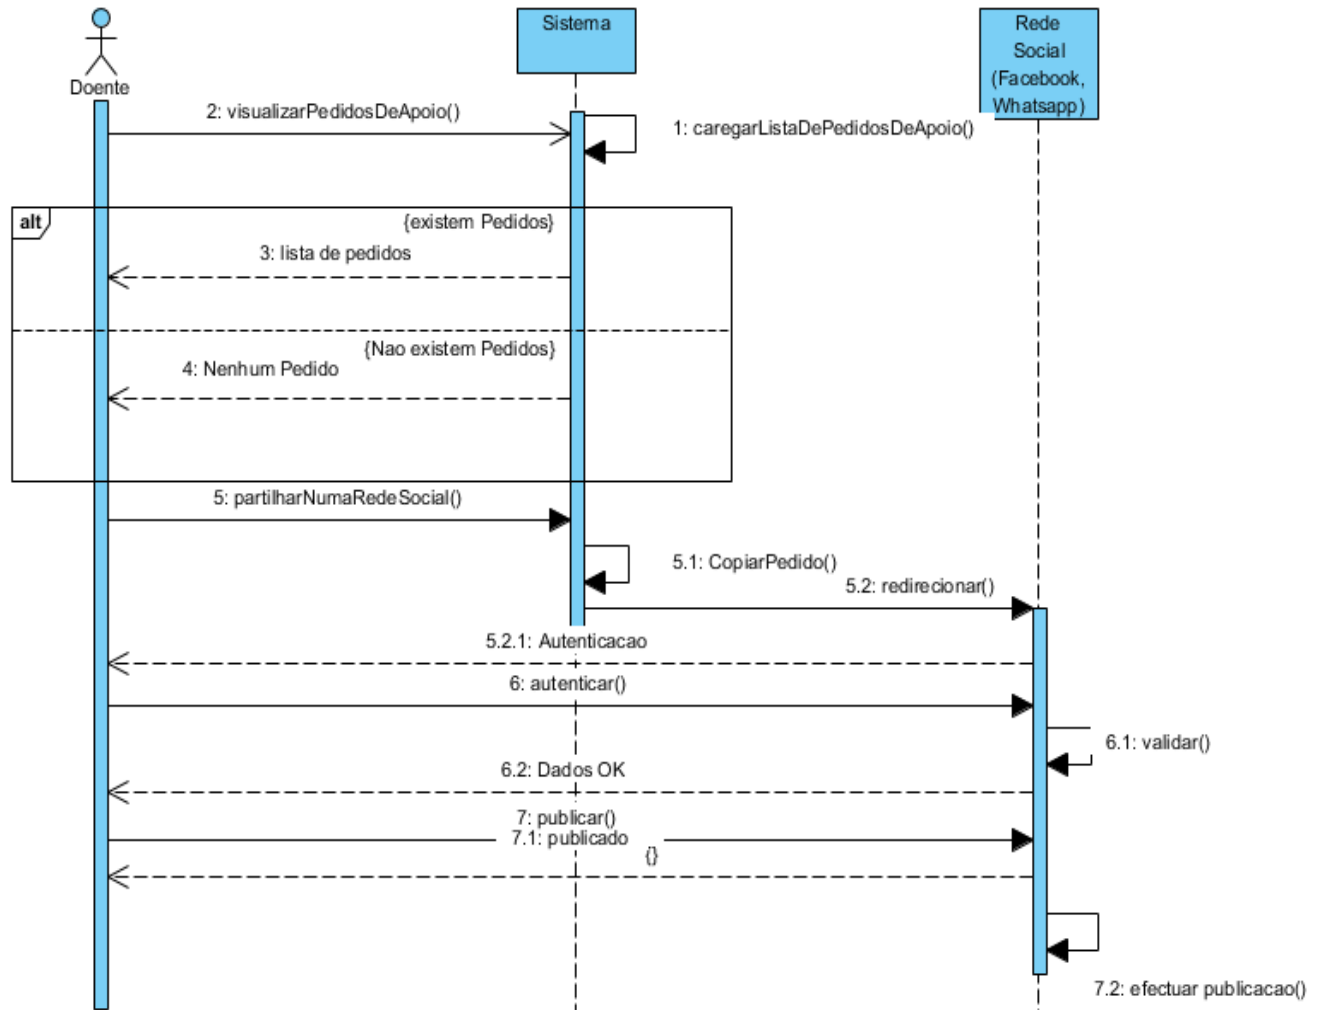 Doente
Sistema
Rede
Social
(Facebook,
Whatsapp)
2: visualizarPedidosDeApoio()
1: caregarListaDePedidosDeApoio()
alt
{existem Pedidos}
3: lista de pedidos
{Nao existem Pedidos}
4: Nenhum Pedido
5: partilharNumaRedeSocial()
5.1: CopiarPedido()
5.2: redirecionar()
5.2.1: Autenticacao
6: autenticar()
6.1: validar()
6.2: Dados OK
7: publicar()
7.1: publicado
{}
7.2: efectuar publicacao()